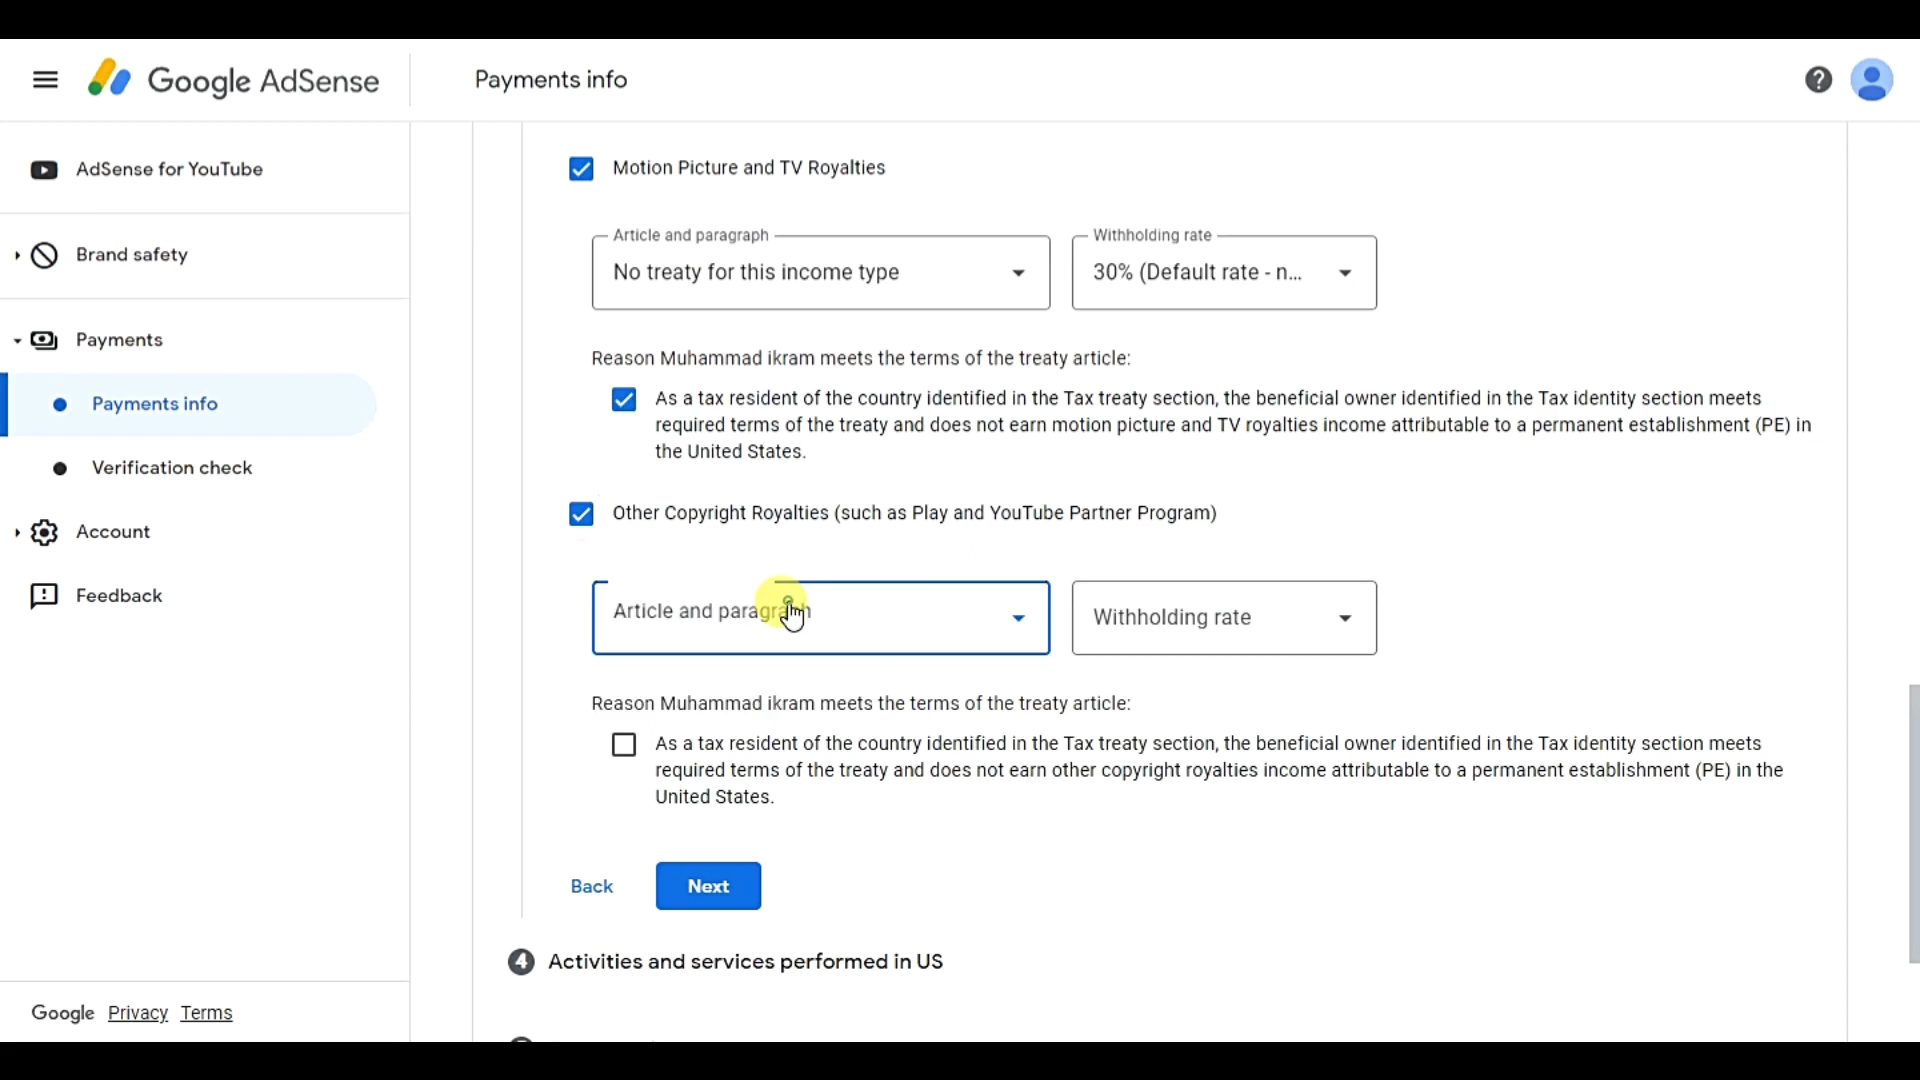 Google AdSense
Payments info
AdSense for YouTube
Brand safety
Payments
Payments info
Verification check
Account
Feedback
Google Privacy Terms
Motion Picture and TV Royalties
Article and paragraph
No treaty for this income type
Withholding rate
30% (Default rate - n...
Reason Muhammad ikram meets the terms of the treaty article:
As a tax resident of the country identified in the Tax treaty section, the beneficial owner identified in the Tax identity section meets
required terms of the treaty and does not earn motion picture and TV royalties income attributable to a permanent establishment (PE) in
the United States.
Other Copyright Royalties (such as Play and YouTube Partner Program)
Article and paragraph
Withholding rate
Reason Muhammad ikram meets the terms of the treaty article:
As a tax resident of the country identified in the Tax treaty section, the beneficial owner identified in the Tax identity section meets
required terms of the treaty and does not earn other copyright royalties income attributable to a permanent establishment (PE) in the
United States.
Back
Next
4 Activities and services performed in US